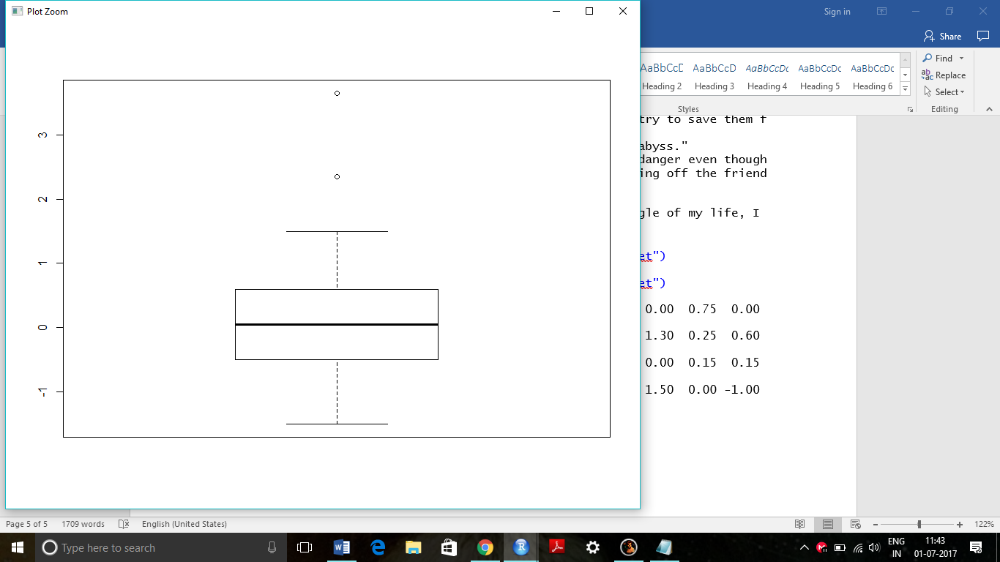 Plot Zoom
Sign in
Share
3
2
1
0
-1
AaBbCcD
AaBbCcD
AaBbCcDc
AaBbCcDc
AaBbCcDc
Heading 2
Heading 3
Heading 4
Heading 5
Heading 6
Styles
Find
Replace
Select
Editing
try to save them f
abyss."
danger even though
ing off the friend
gle of my life, I
et")
et")
0.00 0.75 0.00
1.30 0.25 0.60
0.00 0.15 0.15
1.50 0.00 -1.00
Page 5 of 5
1709 words
English (United States)
122%
Type here to search
ENG
IN
11:43
01-07-2017